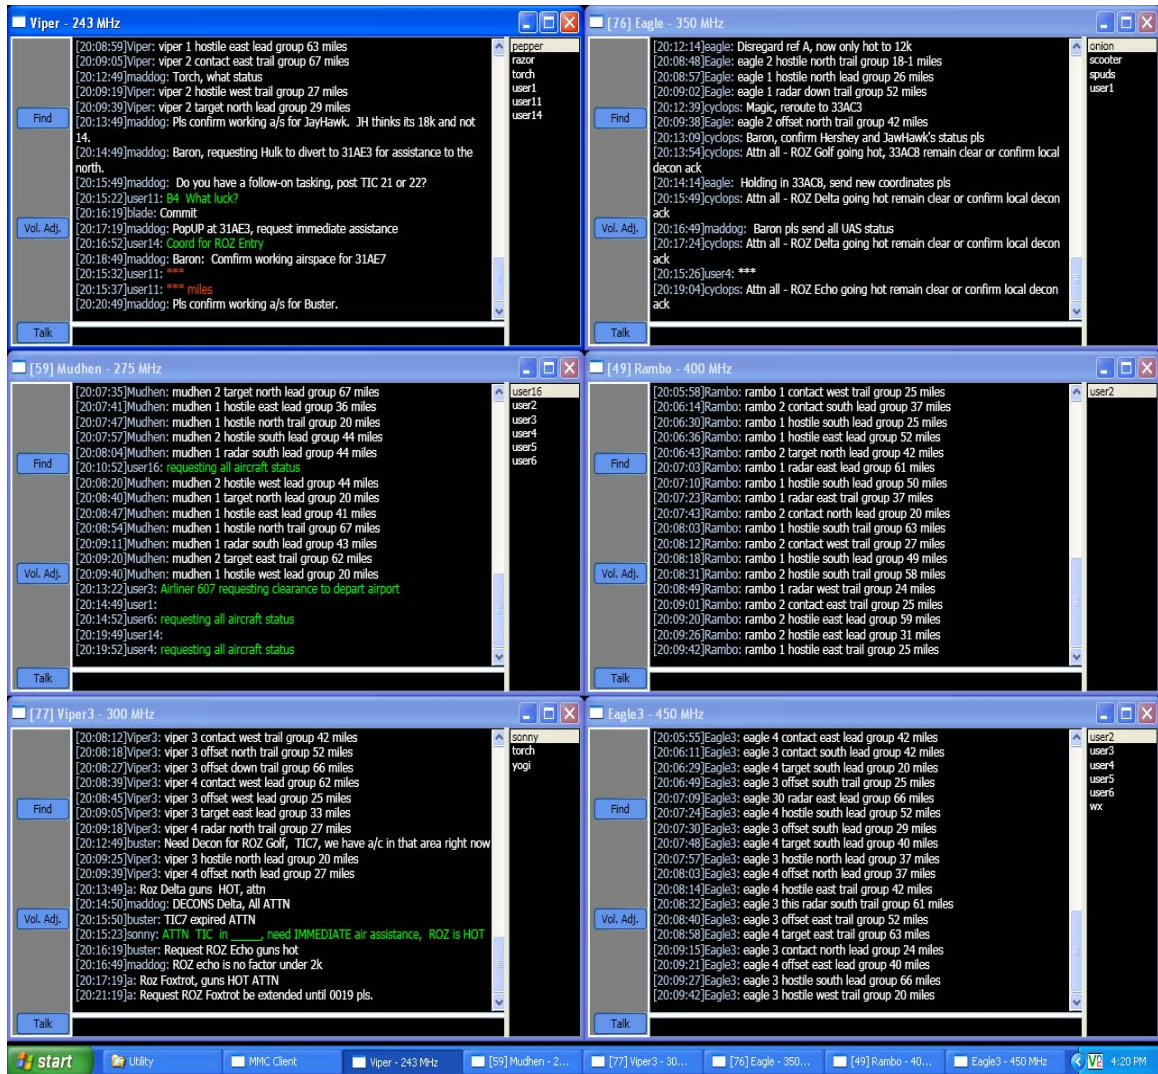 Viper - 243 MHz
[20:08:59]Viper: viper 1 hostile east lead group 63 miles
[20:09:05]Viper: viper 2 contact east trail group 67 miles
[20:12:49]maddog: Torch, what status
[20:09:19]Viper: viper 2 hostile west trail group 27 miles
[20:09:39]Viper: viper 2 target north lead group 29 miles
[20:13:49]maddog: Pls confirm working a/s for JayHawk. JH thinks its 18k and not
14.
[20:14:49]maddog: Baron, requesting Hulk to divert to 31AE3 for assistance to the
north.
[20:15:49]maddog: Do you have a follow-on tasking, post TIC 21 or 22?
[20:15:22]user11: B4 What luck?
[20:16:19]blade: Commit
[20:17:19]maddog: PopUP at 31AE3, request immediate assistance
[20:16:52]user14: Coord for ROZ Entry
[20:18:49]maddog: Baron: Comfirm working airspace for 31AE7
[20:15:32]user11: ***
[20:15:37]user11: *** miles
[20:20:49]maddog: Pls confirm working a/s for Buster.
Find
Vol. Adj.
Talk
pepper
razor
torch
user1
user11
user14
[76] Eagle - 350 MHz
[20:12:14]eagle: Disregard ref A, now only hot to 12k
[20:08:48]Eagle: eagle 2 hostile north trail group 18-1 miles
[20:08:57]Eagle: eagle 1 hostile north lead group 26 miles
[20:09:02]Eagle: eagle 1 radar down trail group 52 miles
[20:12:39]cyclops: Magic, reroute to 33AC3
[20:09:38]Eagle: eagle 2 offset north trail group 42 miles
[20:13:09]cyclops: Baron, confirm Hershey and JawHawk's status pls
[20:13:54]cyclops: Attn all - ROZ Golf going hot, 33AC8 remain clear or confirm local
decon ack
[20:14:14]eagle: Holding in 33AC8, send new coordinates pls
[20:15:49]cyclops: Attn all - ROZ Delta going hot remain clear or confirm local decon
ack
[20:16:49]maddog: Baron pls send all UAS status
[20:17:24]cyclops: Attn all - ROZ Delta going hot remain clear or confirm local decon
ack
[20:15:26]user4: ***
[20:19:04]cyclops: Attn all - ROZ Echo going hot remain clear or confirm local decon
ack
Find
Vol. Adj.
Talk
onion
scooter
spuds
user1
[59] Mudhen - 275 MHz
[20:07:35]Mudhen: mudhen 2 target north lead group 67 miles
[20:07:41]Mudhen: mudhen 1 hostile east lead group 36 miles
[20:07:47]Mudhen: mudhen 1 hostile north trail group 20 miles
[20:07:57]Mudhen: mudhen 2 hostile south lead group 44 miles
[20:08:04]Mudhen: mudhen 1 radar south lead group 44 miles
[20:10:52]user16: requesting all aircraft status
[20:08:20]Mudhen: mudhen 2 hostile west lead group 44 miles
[20:08:40]Mudhen: mudhen 1 target north lead group 20 miles
[20:08:47]Mudhen: mudhen 1 hostile east lead group 41 miles
[20:08:54]Mudhen: mudhen 1 hostile north trail group 67 miles
[20:09:11]Mudhen: mudhen 1 radar south lead group 43 miles
[20:09:20]Mudhen: mudhen 2 target east trail group 62 miles
[20:09:40]Mudhen: mudhen 1 hostile west lead group 20 miles
[20:13:22]user3: Airliner 607 requesting clearance to depart airport
[20:14:49]user1:
[20:14:52]user6: requesting all aircraft status
[20:19:49]user14:
[20:19:52]user4: requesting all aircraft status
Find
Vol. Adj.
Talk
user16
user2
user3
user4
user5
user6
[49] Rambo - 400 MHz
[20:05:58]Rambo: rambo 1 contact west trail group 25 miles
[20:06:14]Rambo: rambo 2 contact south lead group 37 miles
[20:06:30]Rambo: rambo 1 hostile south lead group 25 miles
[20:06:36]Rambo: rambo 1 hostile east lead group 52 miles
[20:06:43]Rambo: rambo 2 target north lead group 42 miles
[20:07:03]Rambo: rambo 1 radar east lead group 61 miles
[20:07:10]Rambo: rambo 1 hostile south lead group 50 miles
[20:07:23]Rambo: rambo 1 radar east trail group 37 miles
[20:07:43]Rambo: rambo 2 contact north lead group 20 miles
[20:08:03]Rambo: rambo 1 hostile south trail group 63 miles
[20:08:12]Rambo: rambo 2 contact west trail group 27 miles
[20:08:18]Rambo: rambo 1 hostile south lead group 49 miles
[20:08:31]Rambo: rambo 2 hostile south trail group 58 miles
[20:08:49]Rambo: rambo 1 radar west trail group 24 miles
[20:09:01]Rambo: rambo 2 contact east trail group 25 miles
[20:09:20]Rambo: rambo 2 hostile east lead group 59 miles
[20:09:26]Rambo: rambo 2 hostile east lead group 31 miles
[20:09:42]Rambo: rambo 1 hostile east trail group 25 miles
Find
Vol. Adj.
Talk
user2
[77] Viper3 - 300 MHz
[20:08:12]Viper3: viper 3 contact west trail group 42 miles
[20:08:18]Viper3: viper 3 offset north trail group 52 miles
[20:08:27]Viper3: viper 3 offset down trail group 66 miles
[20:08:39]Viper3: viper 4 contact west lead group 62 miles
[20:08:45]Viper3: viper 3 offset west lead group 25 miles
[20:09:05]Viper3: viper 3 target east lead group 33 miles
[20:09:18]Viper3: viper 4 radar north trail group 27 miles
[20:12:49]buster: Need Decon for ROZ Golf, TIC7, we have a/c in that area right now
[20:09:25]Viper3: viper 3 hostile north lead group 20 miles
[20:09:39]Viper3: viper 4 offset north lead group 27 miles
[20:13:49]a: Roz Delta guns HOT, attn
[20:14:50]maddog: DECONS Delta, All ATTN
[20:15:50]buster: TIC7 expired ATTN
[20:15:23]sonny: ATTN TIC in _____, need IMMEDIATE air assistance, ROZ is HOT
[20:16:19]buster: Request ROZ Echo guns hot
[20:16:49]maddog: ROZ echo is no factor under 2k
[20:17:19]a: Roz Foxtrot, guns HOT ATTN
[20:21:19]a: Request ROZ Foxtrot be extended until 0019 pls.
Find
Vol. Adj.
Talk
sonny
torch
yogi
Eagle3 - 450 MHz
[20:05:55]Eagle3: eagle 4 contact east lead group 42 miles
[20:06:11]Eagle3: eagle 3 contact south lead group 42 miles
[20:06:29]Eagle3: eagle 4 target south lead group 20 miles
[20:06:49]Eagle3: eagle 3 offset south trail group 25 miles
[20:07:09]Eagle3: eagle 30 radar east lead group 66 miles
[20:07:24]Eagle3: eagle 4 hostile south lead group 52 miles
[20:07:30]Eagle3: eagle 3 offset south lead group 29 miles
[20:07:48]Eagle3: eagle 4 target south lead group 40 miles
[20:07:57]Eagle3: eagle 3 hostile north lead group 37 miles
[20:08:03]Eagle3: eagle 4 offset north lead group 37 miles
[20:08:14]Eagle3: eagle 4 hostile east trail group 42 miles
[20:08:32]Eagle3: eagle 3 this radar south trail group 61 miles
[20:08:40]Eagle3: eagle 3 offset east trail group 52 miles
[20:08:58]Eagle3: eagle 4 target east trail group 63 miles
[20:09:15]Eagle3: eagle 3 contact north lead group 24 miles
[20:09:21]Eagle3: eagle 4 offset east lead group 40 miles
[20:09:27]Eagle3: eagle 3 hostile south lead group 66 miles
[20:09:42]Eagle3: eagle 3 hostile west trail group 20 miles
Find
Vol. Adj.
Talk
user2
user3
user4
user5
user6
wx
start
Utility
MMC Client
Viper - 243 MHz
[59] Mudhen - 2...
[77] Viper3 - 30...
[76] Eagle - 350...
[49] Rambo - 40...
Eagle3 - 450 MHz
4:20 PM